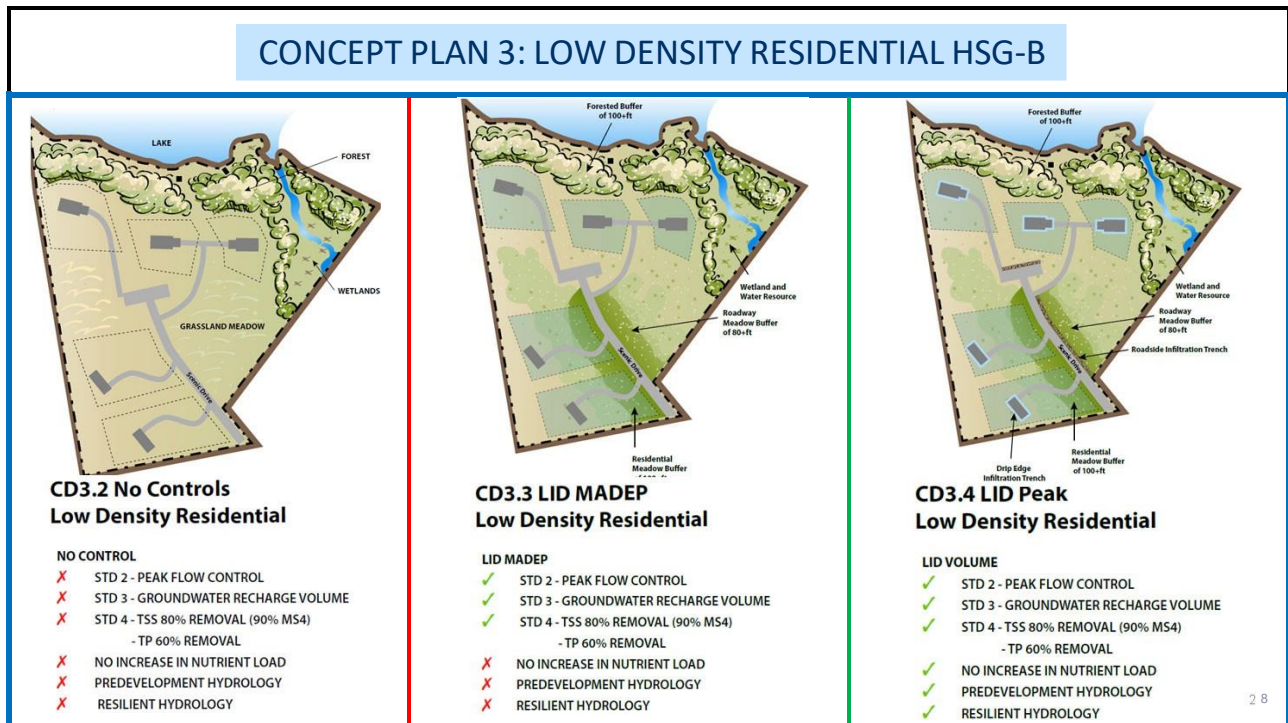 CONCEPT PLAN 3: LOW DENSITY RESIDENTIAL HSG-B
LAKE
FOREST
WETLANDS
GRASSLAND MEADOW
Scenic Drive
CD3.2 No Controls
Low Density Residential
NO CONTROL
✗ STD 2 - PEAK FLOW CONTROL
✗ STD 3 - GROUNDWATER RECHARGE VOLUME
✗ STD 4 - TSS 80% REMOVAL (90% MS4)
- TP 60% REMOVAL
✗ NO INCREASE IN NUTRIENT LOAD
✗ PREDEVELOPMENT HYDROLOGY
✗ RESILIENT HYDROLOGY
Forested Buffer
of 100+ft
Wetland and
Water Resource
Roadway
Meadow Buffer
of 80+ft
Scenic Drive
Residential
Meadow Buffer
CD3.3 LID MADEP
Low Density Residential
LID MADEP
✓ STD 2 - PEAK FLOW CONTROL
✓ STD 3 - GROUNDWATER RECHARGE VOLUME
✓ STD 4 - TSS 80% REMOVAL (90% MS4)
- TP 60% REMOVAL
✗ NO INCREASE IN NUTRIENT LOAD
✗ PREDEVELOPMENT HYDROLOGY
✗ RESILIENT HYDROLOGY
Forested Buffer
of 100+ft
Wetland and
Water Resource
Roadway
Meadow Buffer
of 80+ft
Roadside Infiltration Trench
Scenic Drive
Residential
Meadow Buffer
of 100+ft
Drip Edge
Infiltration Trench
CD3.4 LID Peak
Low Density Residential
LID VOLUME
✓ STD 2 - PEAK FLOW CONTROL
✓ STD 3 - GROUNDWATER RECHARGE VOLUME
✓ STD 4 - TSS 80% REMOVAL (90% MS4)
- TP 60% REMOVAL
✓ NO INCREASE IN NUTRIENT LOAD
✓ PREDEVELOPMENT HYDROLOGY
✓ RESILIENT HYDROLOGY
28